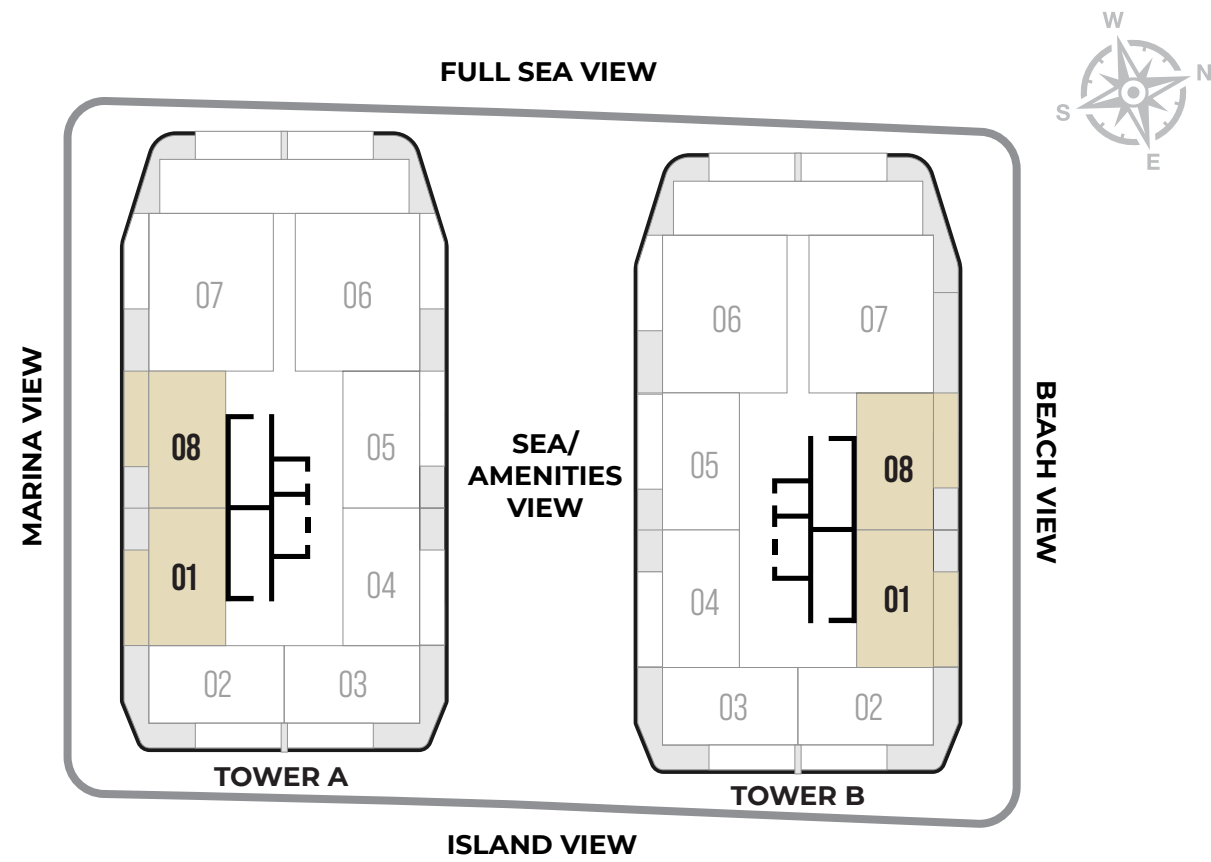 W
N
S
E
FULL SEA VIEW
MARINA VIEW
07
06
08
05
01
04
02
03
TOWER A
SEA/
AMENITIES
VIEW
06
07
05
08
04
01
03
02
TOWER B
BEACH VIEW
ISLAND VIEW